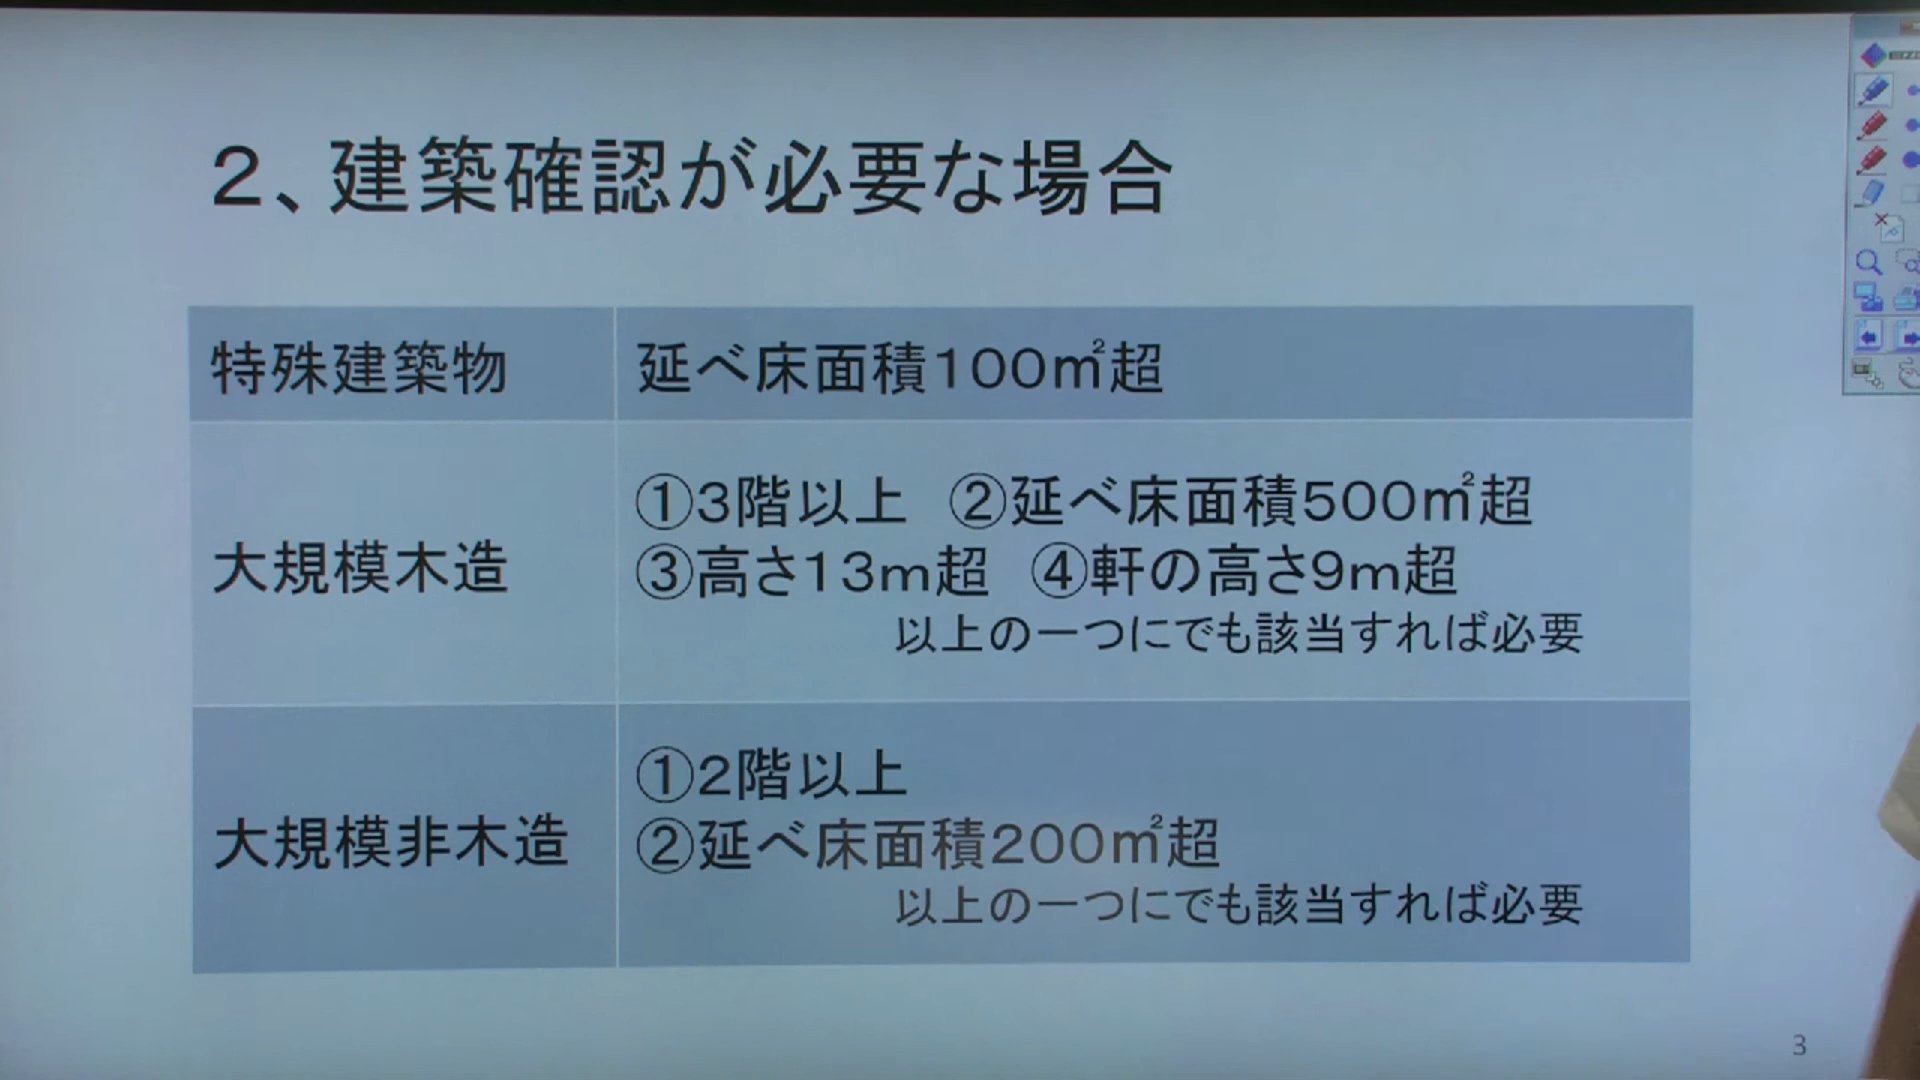 ２、建築確認が必要な場合
特殊建築物
延べ床面積１００㎡超
大規模木造
①３階以上　②延べ床面積５００㎡超
③高さ１３ｍ超　④軒の高さ９ｍ超
以上の一つにでも該当すれば必要
大規模非木造
①２階以上
②延べ床面積２００㎡超
以上の一つにでも該当すれば必要
3